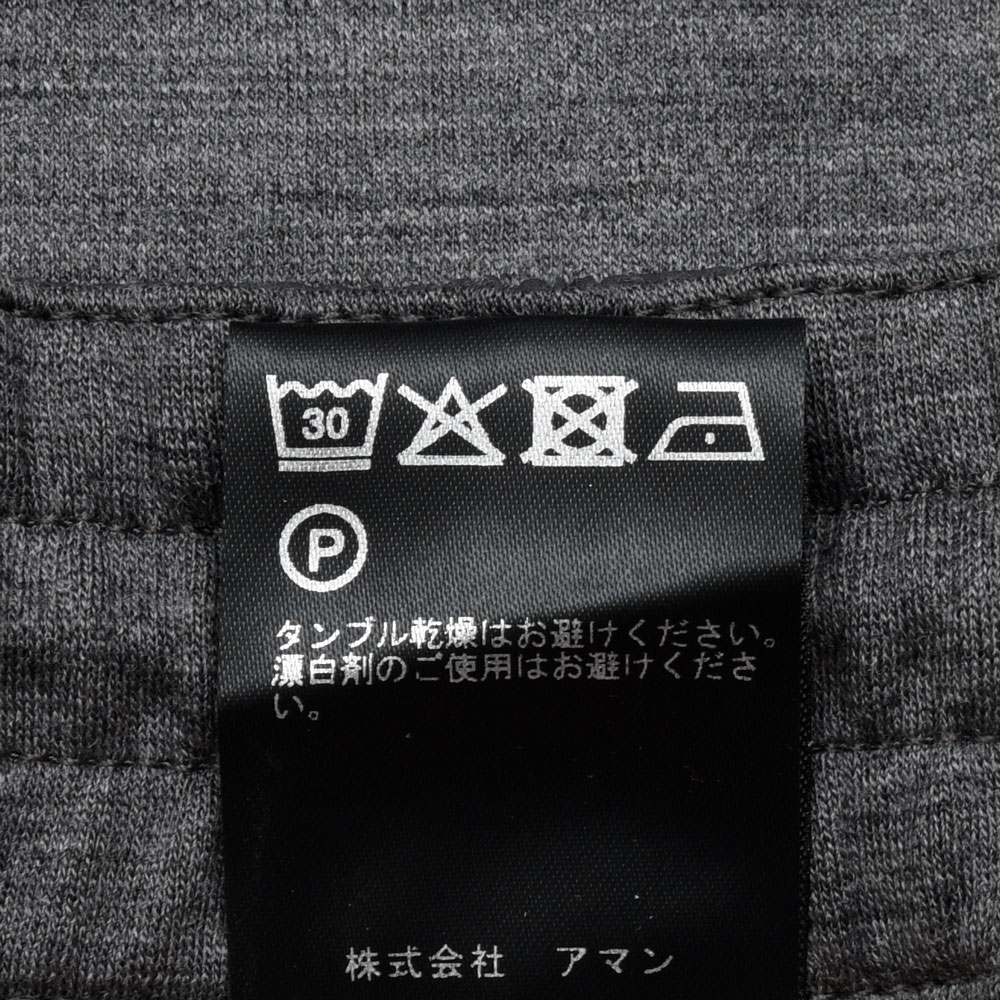 30
P
タンブル乾燥はお避けください。
漂白剤のご使用はお避けくださ
い。
株式会社 アマン